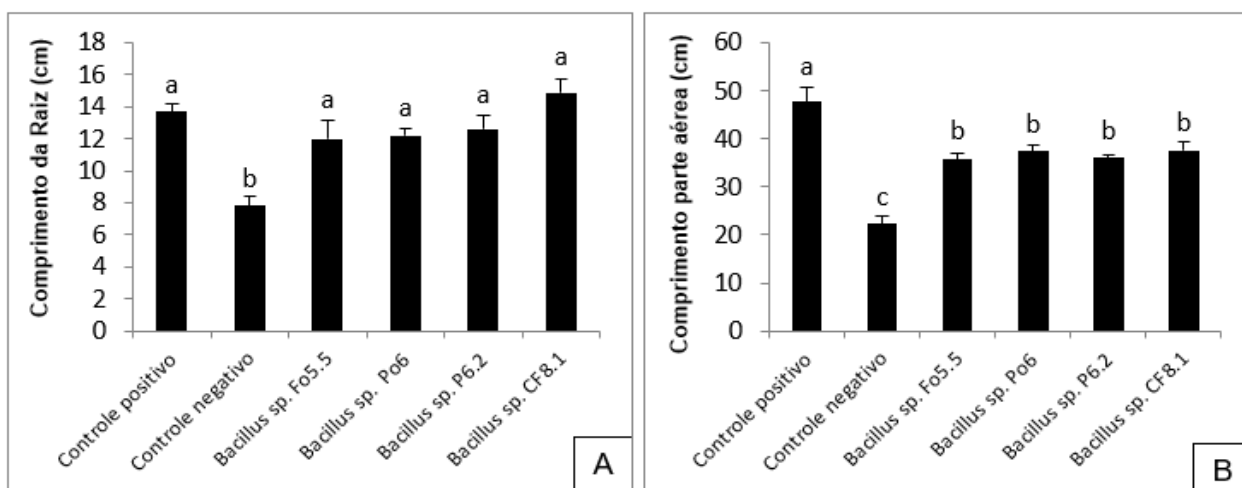 Comprimento da Raiz (cm)
18
16
14
12
10
8
6
4
2
0
a
b
a
a
a
a
Controle positivo
Controle negativo
Bacillus sp. Fo5.5
Bacillus sp. Po6
Bacillus sp. P6.2
Bacillus sp. CF8.1
A
Comprimento parte aérea (cm)
60
50
40
30
20
10
0
a
c
b
b
b
b
Controle positivo
Controle negativo
Bacillus sp. Fo5.5
Bacillus sp. Po6
Bacillus sp. P6.2
Bacillus sp. CF8.1
B